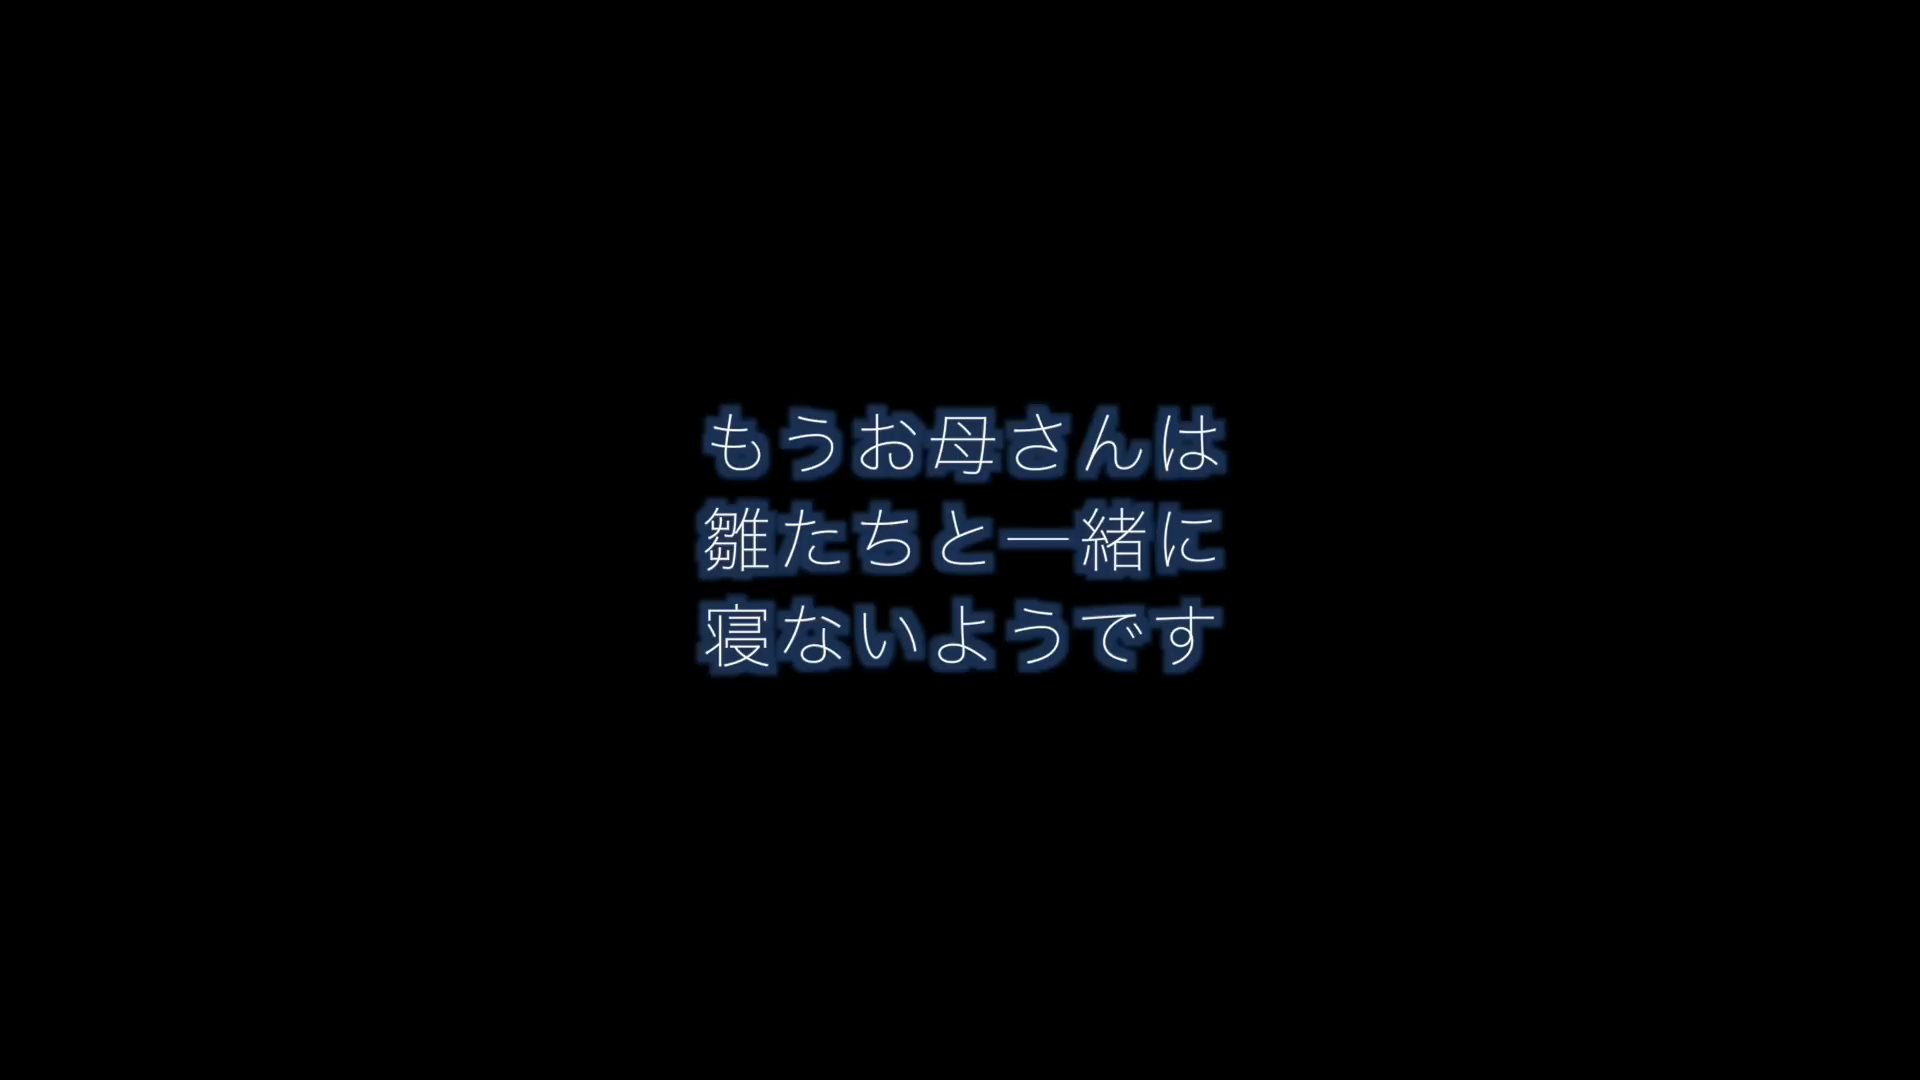 もうお母さんは
雛たちと一緒に
寝ないようです